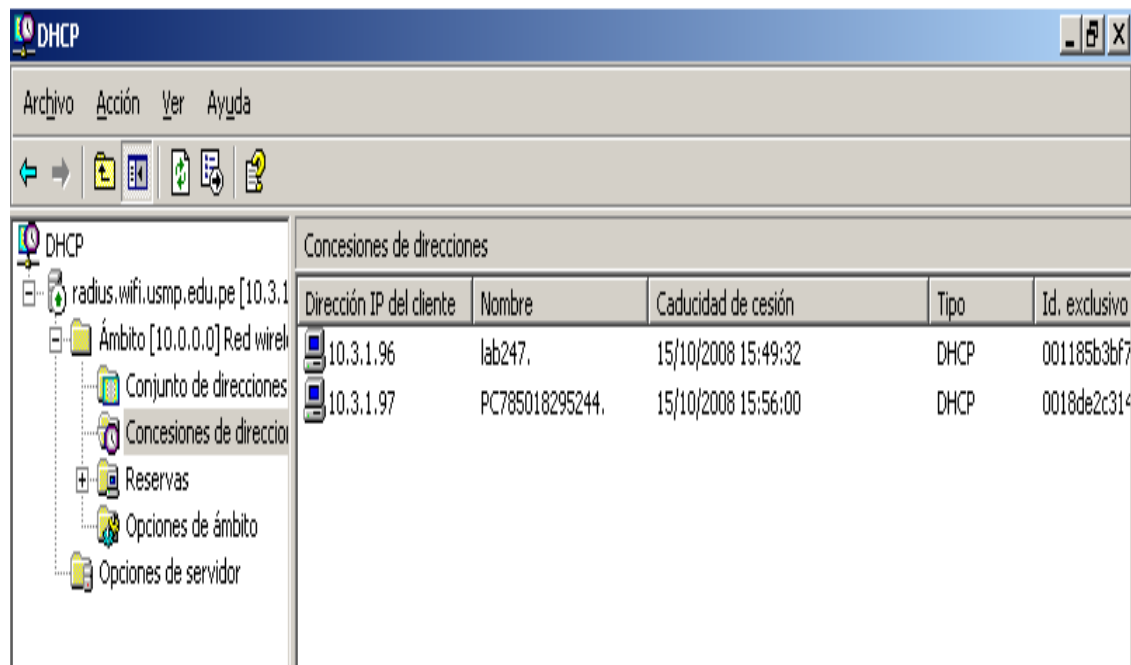 DHCP
Archivo Acción Ver Ayuda
DHCP
radius.wifi.usmp.edu.pe [10.3.1
Ámbito [10.0.0.0] Red wirel
Conjunto de direcciones
Concesiones de direccio
Reservas
Opciones de ámbito
Opciones de servidor
Concesiones de direcciones
Dirección IP del cliente Nombre Caducidad de cesión Tipo Id. exclusivo
10.3.1.96 lab247. 15/10/2008 15:49:32 DHCP 001185b3bf7
10.3.1.97 PC785018295244. 15/10/2008 15:56:00 DHCP 0018de2c314